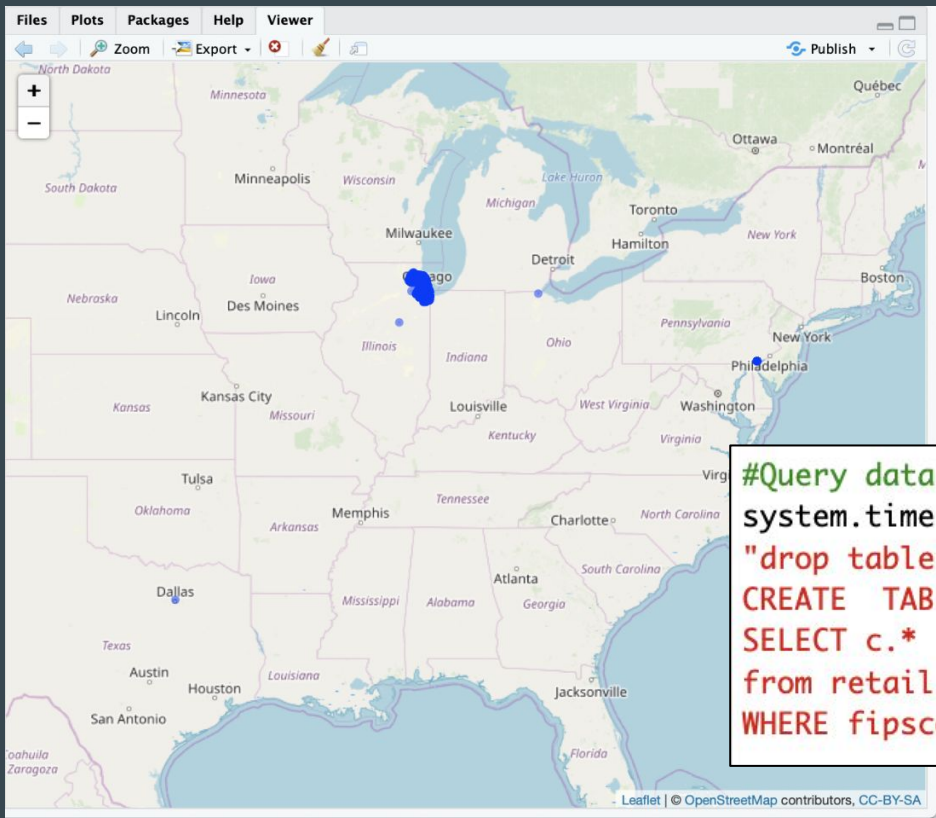 Files Plots Packages Help Viewer
Zoom Export Publish
+
−
North Dakota
Minnesota
Québec
Ottawa
Montréal
Minneapolis
Wisconsin
Lake Huron
South Dakota
Michigan
Toronto
Milwaukee
Hamilton
New York
Detroit
Boston
Iowa
Nebraska
Des Moines
Lincoln
Pennsylvania
New York
Illinois
Ohio
Indiana
Philadelphia
Kansas City
Kansas
Missouri
Louisville
West Virginia
Washington
Kentucky
Virginia
Tulsa
Oklahoma
Memphis
Tennessee
Charlotte
North Carolina
Arkansas
Atlanta
South Carolina
Dallas
Mississippi
Alabama
Georgia
Texas
Austin
Louisiana
Houston
Jacksonville
San Antonio
Florida
Zaragoza
#Query data
system.time
"drop table
CREATE TAB
SELECT c.*
from retail
WHERE fipsc
Leaflet | © OpenStreetMap contributors, CC-BY-SA